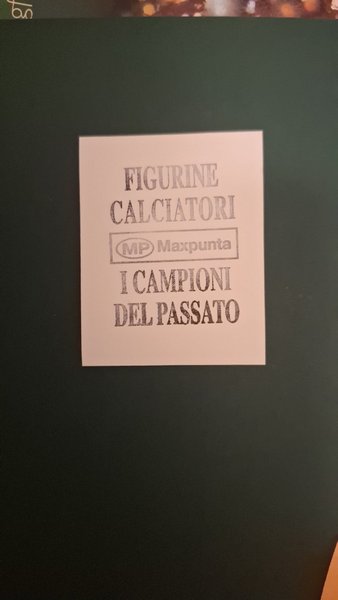 FIGURINE
CALCIATORI
MP Maxpunta
I CAMPIONI
DEL PASSATO